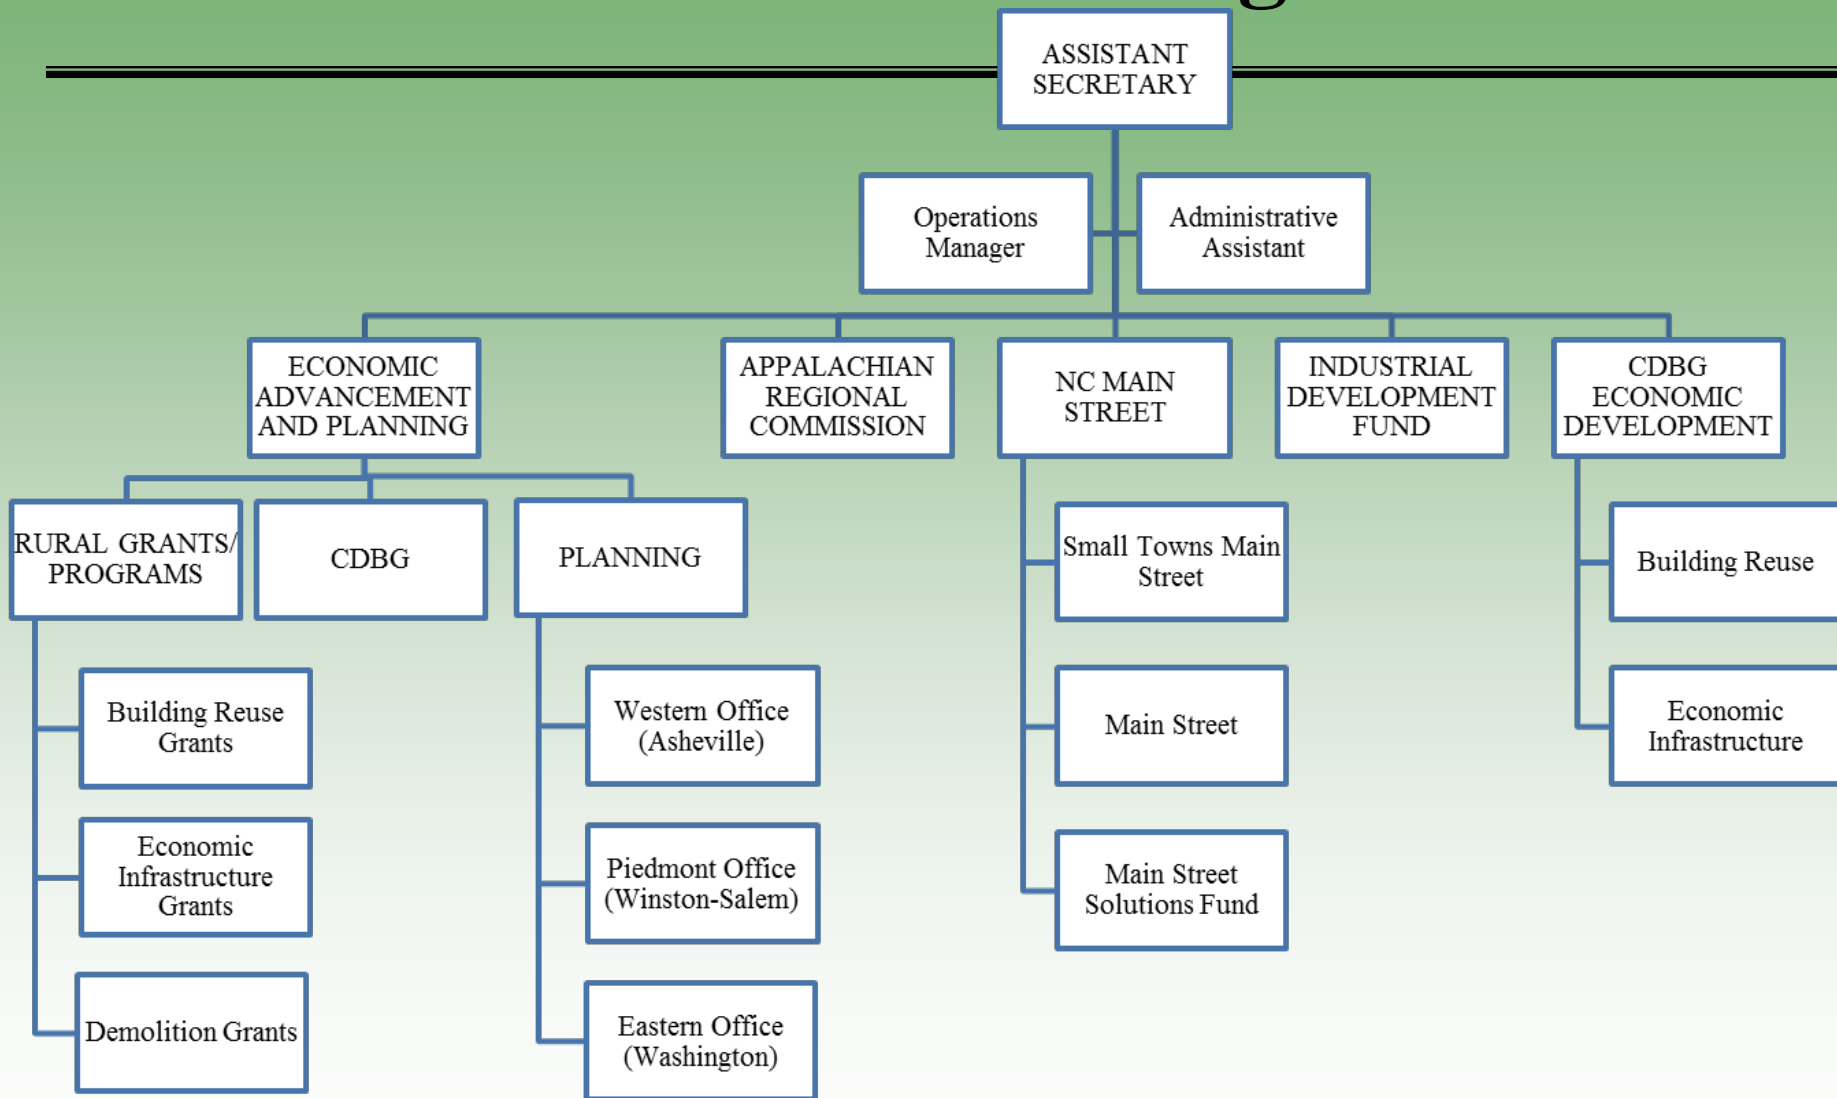 ASSISTANT
SECRETARY
Operations
Manager
Administrative
Assistant
ECONOMIC
ADVANCEMENT
AND PLANNING
APPALACHIAN
REGIONAL
COMMISSION
NC MAIN
STREET
INDUSTRIAL
DEVELOPMENT
FUND
CDBG
ECONOMIC
DEVELOPMENT
RURAL GRANTS/
PROGRAMS
CDBG
PLANNING
Small Towns Main
Street
Building Reuse
Building Reuse
Grants
Western Office
(Asheville)
Main Street
Economic
Infrastructure
Economic
Infrastructure
Grants
Piedmont Office
(Winston-Salem)
Main Street
Solutions Fund
Demolition Grants
Eastern Office
(Washington)